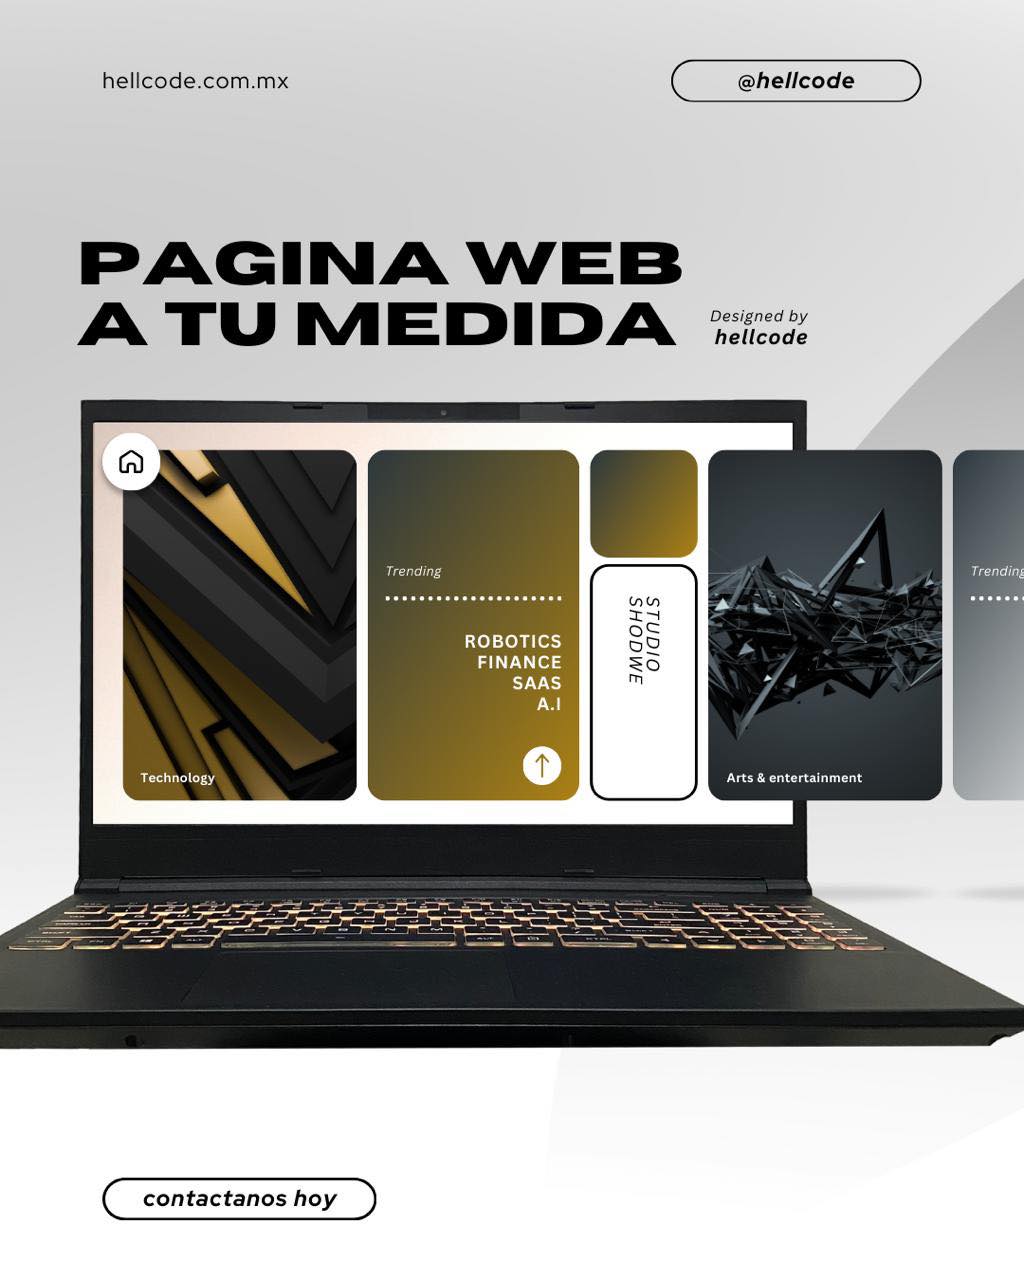 hellcode.com.mx
@hellcode
PAGINA WEB
A TU MEDIDA
Designed by
hellcode
Technology
Trending
ROBOTICS
FINANCE
SAAS
A.I
STUDIO
SHODWE
Arts & entertainment
Trending
contactanos hoy